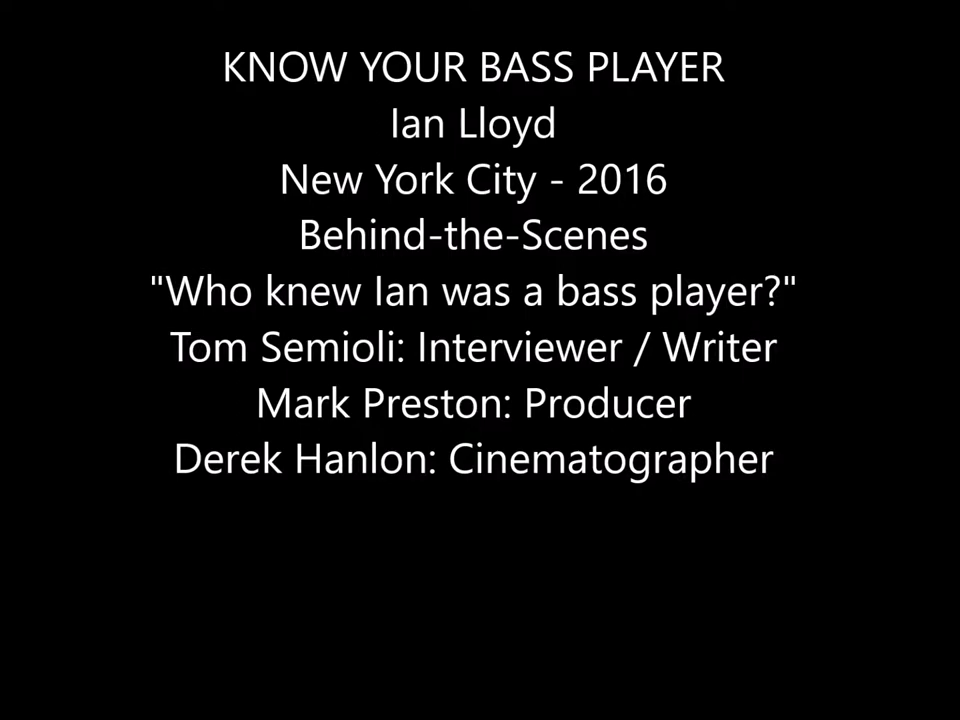 KNOW YOUR BASS PLAYER
Ian Lloyd
New York City - 2016
Behind-the-Scenes
"Who knew Ian was a bass player?"
Tom Semioli: Interviewer / Writer
Mark Preston: Producer
Derek Hanlon: Cinematographer